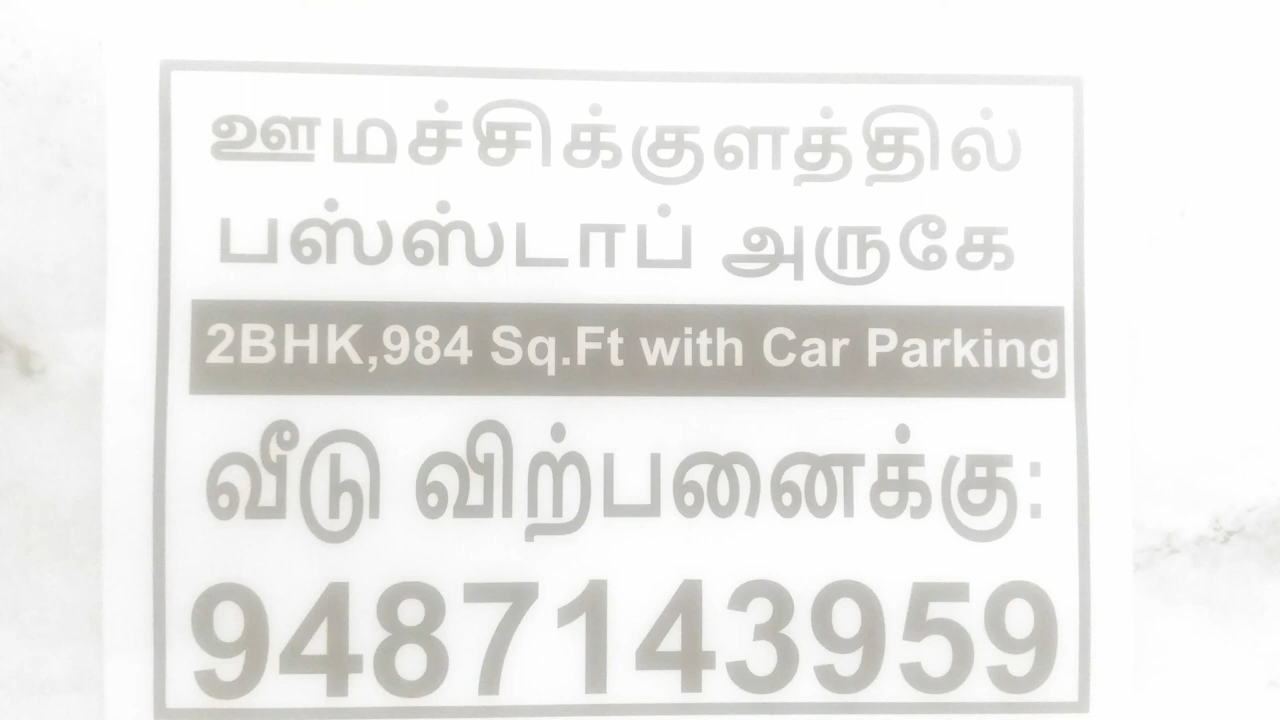 ஊமச்சிக்குளத்தில்
பஸ்ஸ்டாப் அருகே
2BHK,984 Sq.Ft with Car Parking
வீடு விற்பனைக்கு:
9487143959